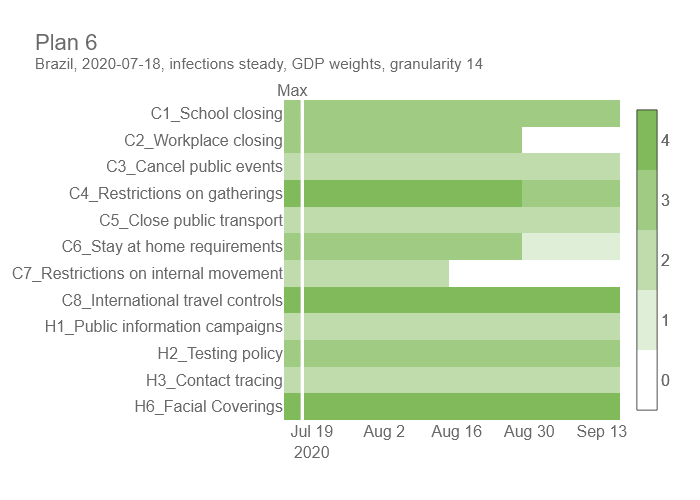 Plan 6
Brazil, 2020-07-18, infections steady, GDP weights, granularity 14
Max
C1_School closing
C2_Workplace closing
C3_Cancel public events
C4_Restrictions on gatherings
C5_Close public transport
C6_Stay at home requirements
C7_Restrictions on internal movement
C8_International travel controls
H1_Public information campaigns
H2_Testing policy
H3_Contact tracing
H6_Facial Coverings
Jul 19 Aug 2 Aug 16 Aug 30 Sep 13
2020
4
3
2
1
0